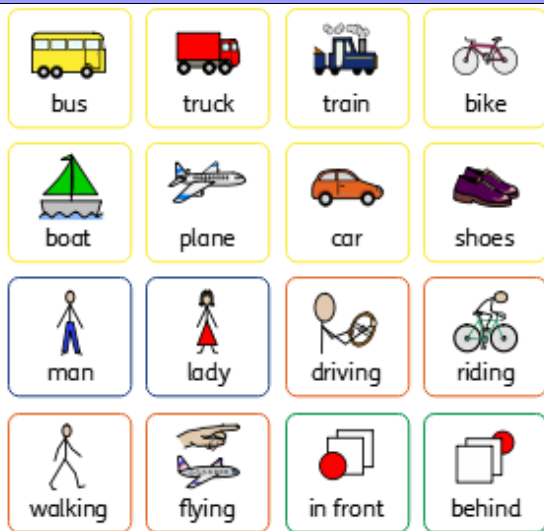 bus truck train bike
boat plane car shoes
man lady driving riding
walking flying in front behind